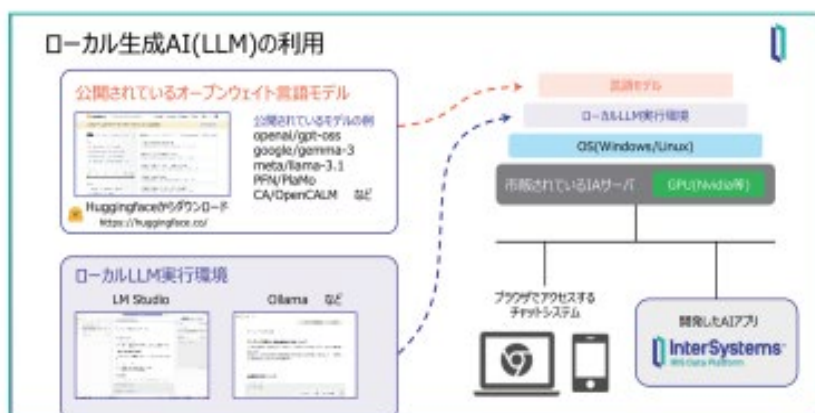 ローカル生成AI(LLM)の利用
公開されているオープンウェイト言語モデル
公開されているモデルの例
openai/gpt-oss
google/gemma-3
meta/llama-3.1
PFN/PlaMo
CA/OpenCALM など
Huggingfaceからダウンロード
https://huggingface.co/
ローカルLLM実行環境
LM Studio
Ollama など
言語モデル
ローカルLLM実行環境
OS(Windows/Linux)
市販されているIAサーバ
GPU(Nvidia等)
ブラウザでアクセスする
チャットシステム
開発したAIアプリ
InterSystems
IRIS Data Platform